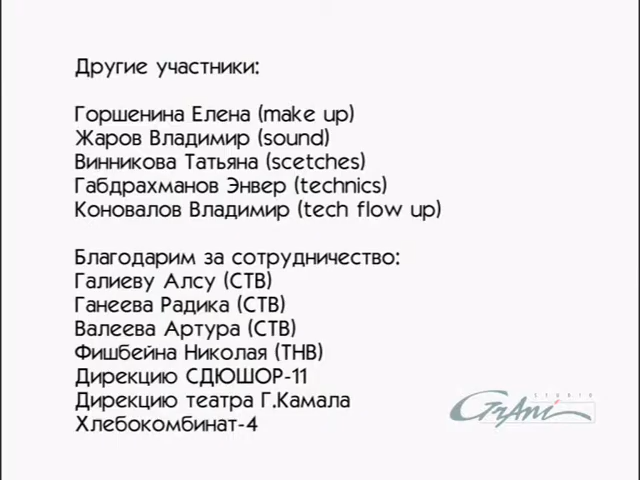 Другие участники:
Горшенина Елена (make up)
Жаров Владимир (sound)
Винникова Татьяна (scetches)
Габдрахманов Энвер (technics)
Коновалов Владимир (tech flow up)
Благодарим за сотрудничество:
Галиеву Алсу (СТВ)
Ганеева Радика (СТВ)
Валеева Артура (СТВ)
Фишбейна Николая (ТНВ)
Дирекцию СДЮШОР-11
Дирекцию театра Г.Камала
Хлебокомбинат-4
STUDIO
GrAni